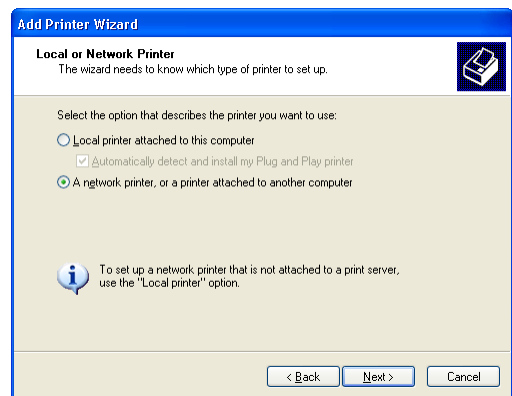 Add Printer Wizard
Local or Network Printer
The wizard needs to know which type of printer to set up.
Select the option that describes the printer you want to use:
Local printer attached to this computer
Automatically detect and install my Plug and Play printer
A network printer, or a printer attached to another computer
To set up a network printer that is not attached to a print server,
use the "Local printer" option.
< Back Next > Cancel